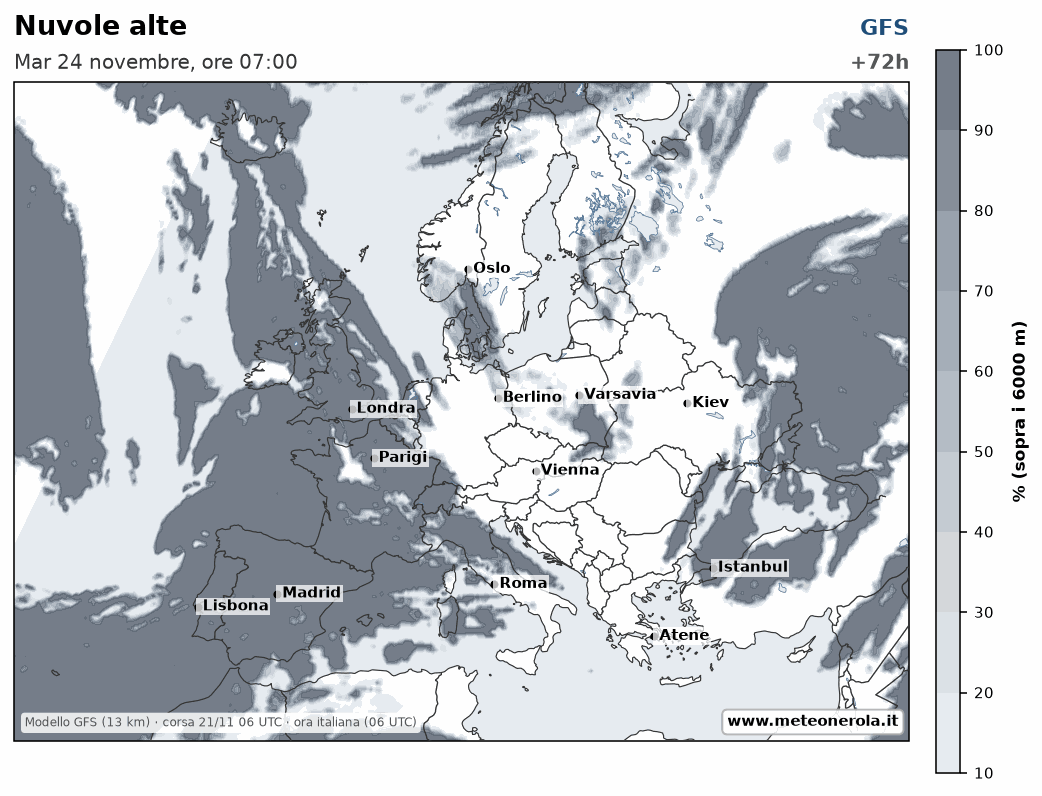 Nuvole alte
GFS
Mar 24 novembre, ore 07:00
+72h
100
90
80
70
60
50
40
30
20
10
% (sopra i 6000 m)
Oslo
Berlino
Varsavia
Kiev
Londra
Parigi
Vienna
Istanbul
Roma
Madrid
Lisbona
Atene
Modello GFS (13 km) · corsa 21/11 06 UTC · ora italiana (06 UTC)
www.meteonerola.it